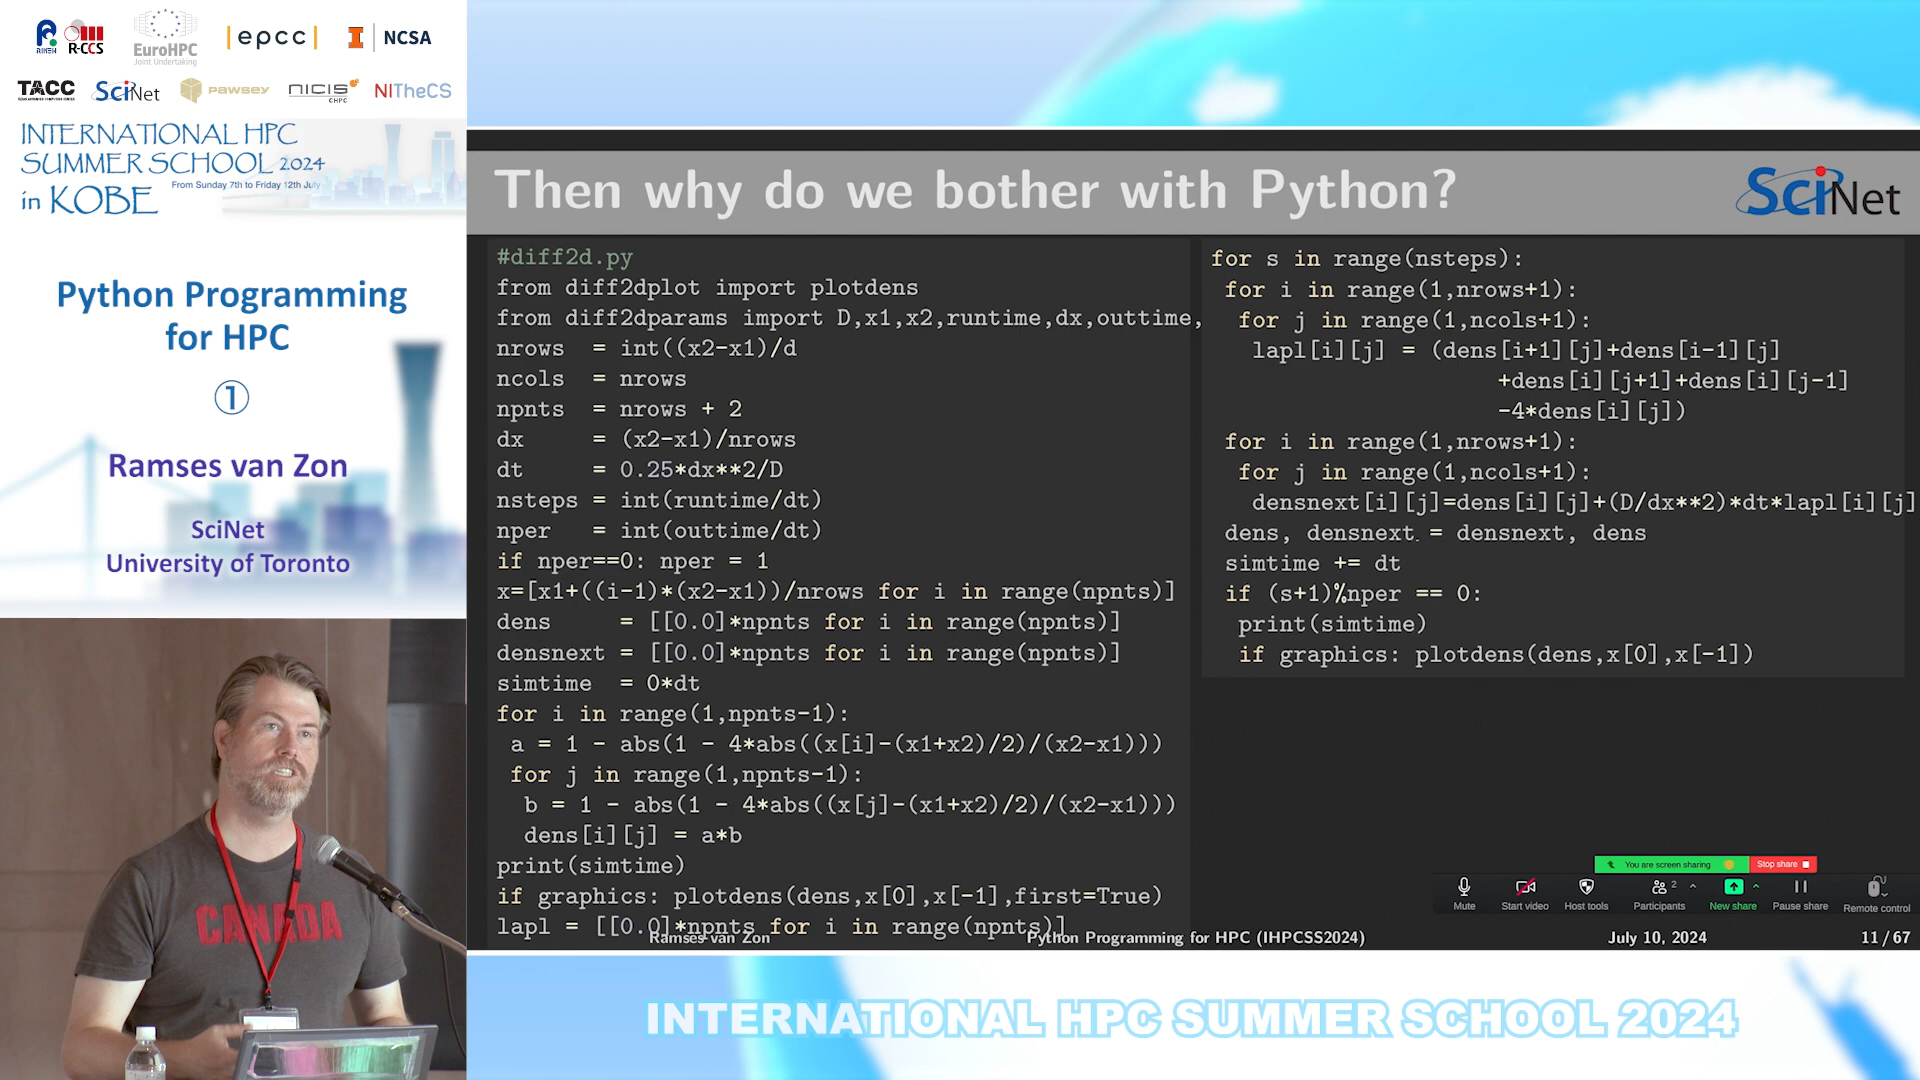 RIKEN
R-CCS
EuroHPC
Joint Undertaking
epcc
NCSA
TACC
SciNet
PAWSEY
NICIS
CHPC
NITheCS
INTERNATIONAL HPC
SUMMER SCHOOL 2024
From Sunday 7th to Friday 12th July
in KOBE
Python Programming
for HPC
①
Ramses van Zon
SciNet
University of Toronto
CANADA
Then why do we bother with Python?
SciNet
#diff2d.py
from diff2dplot import plotdens
from diff2dparams import D,x1,x2,runtime,dx,outtime,
nrows  = int((x2-x1)/d
ncols  = nrows
npnts  = nrows + 2
dx     = (x2-x1)/nrows
dt     = 0.25*dx**2/D
nsteps = int(runtime/dt)
nper   = int(outtime/dt)
if nper==0: nper = 1
x=[x1+((i-1)*(x2-x1))/nrows for i in range(npnts)]
dens     = [[0.0]*npnts for i in range(npnts)]
densnext = [[0.0]*npnts for i in range(npnts)]
simtime  = 0*dt
for i in range(1,npnts-1):
 a = 1 - abs(1 - 4*abs((x[i]-(x1+x2)/2)/(x2-x1)))
 for j in range(1,npnts-1):
  b = 1 - abs(1 - 4*abs((x[j]-(x1+x2)/2)/(x2-x1)))
  dens[i][j] = a*b
print(simtime)
if graphics: plotdens(dens,x[0],x[-1],first=True)
lapl = [[0.0]*npnts for i in range(npnts)]
for s in range(nsteps):
 for i in range(1,nrows+1):
  for j in range(1,ncols+1):
   lapl[i][j] = (dens[i+1][j]+dens[i-1][j]
                 +dens[i][j+1]+dens[i][j-1]
                 -4*dens[i][j])
 for i in range(1,nrows+1):
  for j in range(1,ncols+1):
   densnext[i][j]=dens[i][j]+(D/dx**2)*dt*lapl[i][j]
 dens, densnext = densnext, dens
 simtime += dt
 if (s+1)%nper == 0:
  print(simtime)
  if graphics: plotdens(dens,x[0],x[-1])
You are screen sharing
Stop share
Mute
Start video
Host tools
Participants
2
New share
Pause share
Remote control
Ramses van Zon
Python Programming for HPC (IHPCSS2024)
July 10, 2024
11 / 67
INTERNATIONAL HPC SUMMER SCHOOL 2024